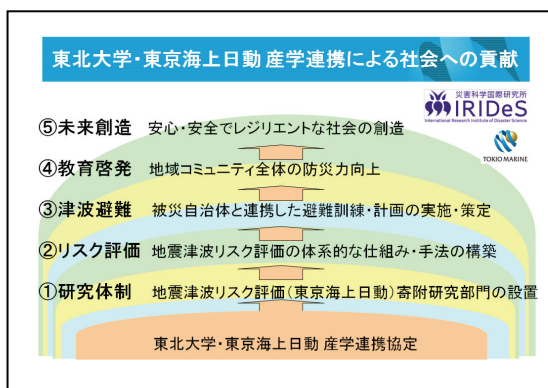 東北大学・東京海上日動 産学連携による社会への貢献
災害科学国際研究所
IRIDeS
International Research Institute of Disaster Science
TOKIO MARINE
⑤未来創造 安心・安全でレジリエントな社会の創造
④教育啓発 地域コミュニティ全体の防災力向上
③津波避難 被災自治体と連携した避難訓練・計画の実施・策定
②リスク評価 地震津波リスク評価の体系的な仕組み・手法の構築
①研究体制 地震津波リスク評価(東京海上日動)寄附研究部門の設置
東北大学・東京海上日動 産学連携協定